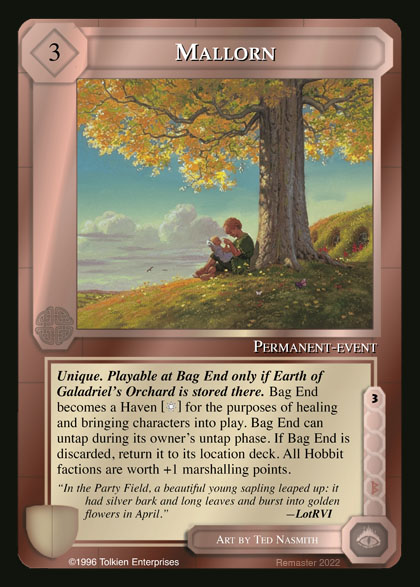 3
MALLORN
PERMANENT-EVENT
Unique. Playable at Bag End only if Earth of
Galadriel's Orchard is stored there. Bag End
becomes a Haven [] for the purposes of healing
and bringing characters into play. Bag End can
untap during its owner's untap phase. If Bag End is
discarded, return it to its location deck. All Hobbit
factions are worth +1 marshalling points.
3
“In the Party Field, a beautiful young sapling leaped up: it
had silver bark and long leaves and burst into golden
flowers in April.” –LotRVI
ART BY TED NASMITH
©1996 Tolkien Enterprises
Remaster 2022